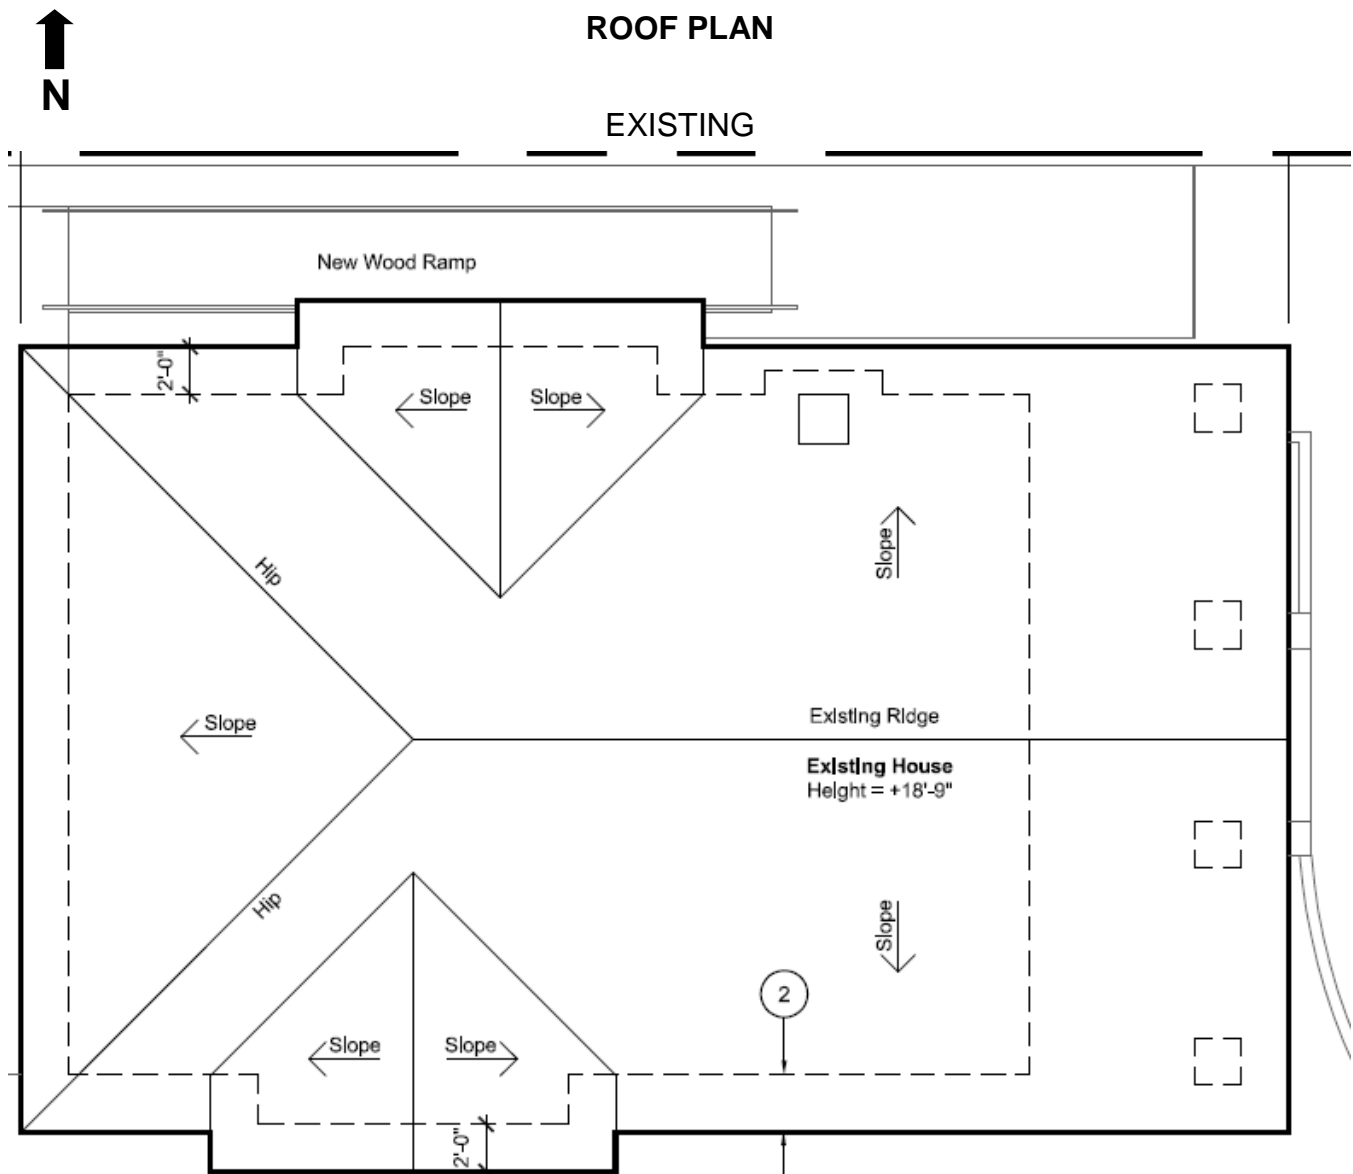 ROOF PLAN
N
EXISTING
New Wood Ramp
2'-0"
Slope
Slope
Slope
Hip
Slope
Existing Ridge
Existing House
Height = +18'-9"
Hip
Slope
2
Slope
Slope
2'-0"